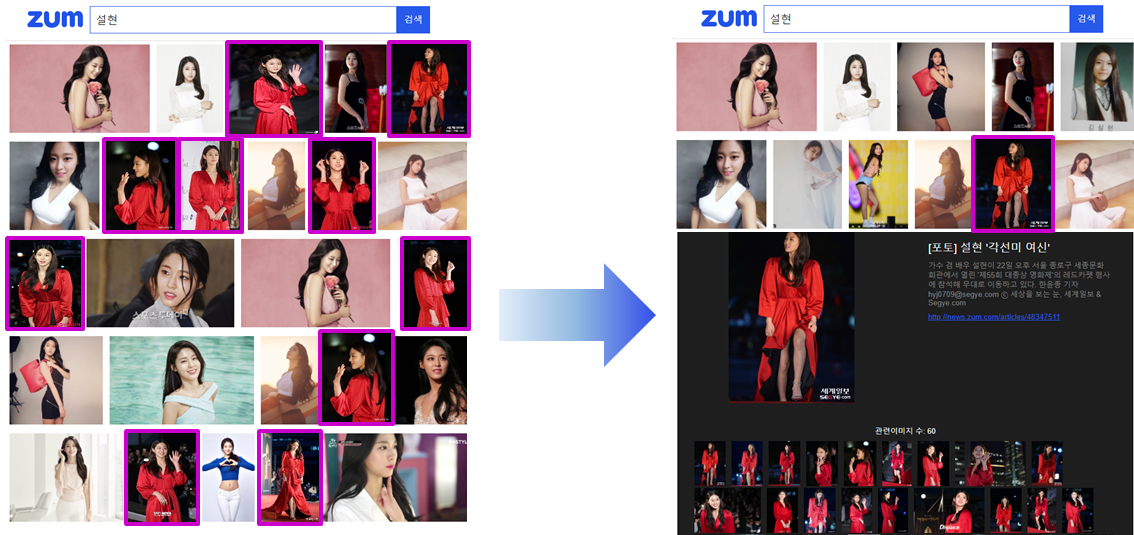 zum
설현
검색
스포츠투데이
zum
설현
검색
김 설 현
[포토] 설현 '각선미 여신'
가수 겸 배우 설현이 22일 오후 서울 종로구 세종문화
회관에서 열린 '제55회 대종상 영화제'의 레드카펫 행사
에 참석해 무대로 이동하고 있다. 한윤종 기자
hyj0709@segye.com ⓒ 세상을 보는 눈, 세계일보 &
Segye.com
http://news.zum.com/articles/48347511
세계일보
SEGYE.com
관련이미지 수: 60